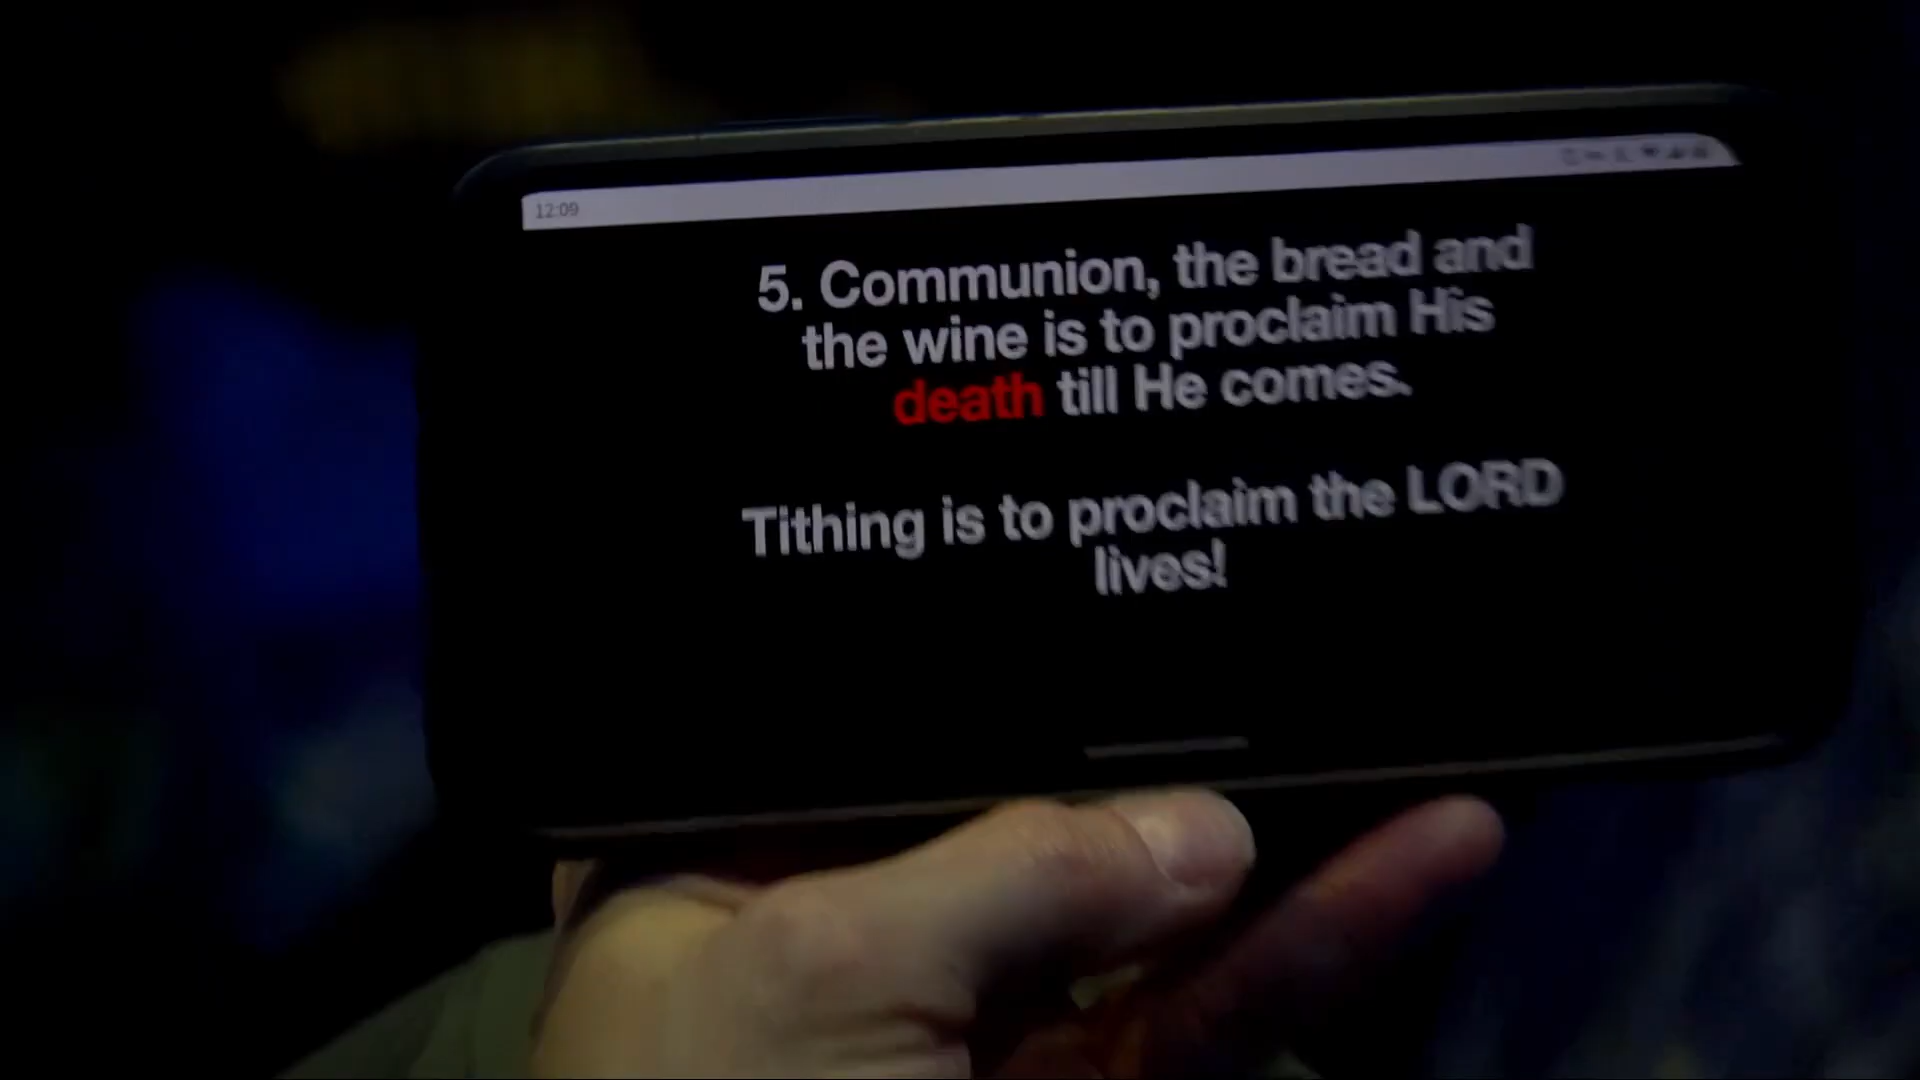 12:09
5. Communion, the bread and
the wine is to proclaim His
death till He comes.
Tithing is to proclaim the LORD
lives!